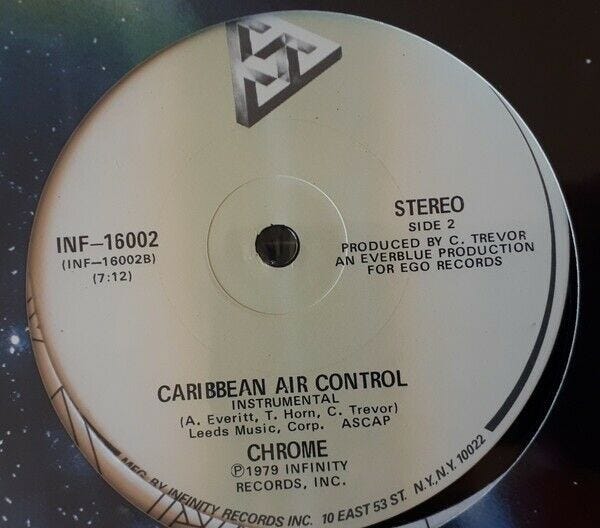 INF–16002
(INF–16002B)
(7:12)
STEREO
SIDE 2
PRODUCED BY C. TREVOR
AN EVERBLUE PRODUCTION
FOR EGO RECORDS
CARIBBEAN AIR CONTROL
INSTRUMENTAL
(A. Everitt, T. Horn, C. Trevor)
Leeds Music, Corp. ASCAP
CHROME
℗1979 INFINITY
RECORDS, INC.
MFG BY INFINITY RECORDS INC. 10 EAST 53 ST. N.Y. N.Y. 10022